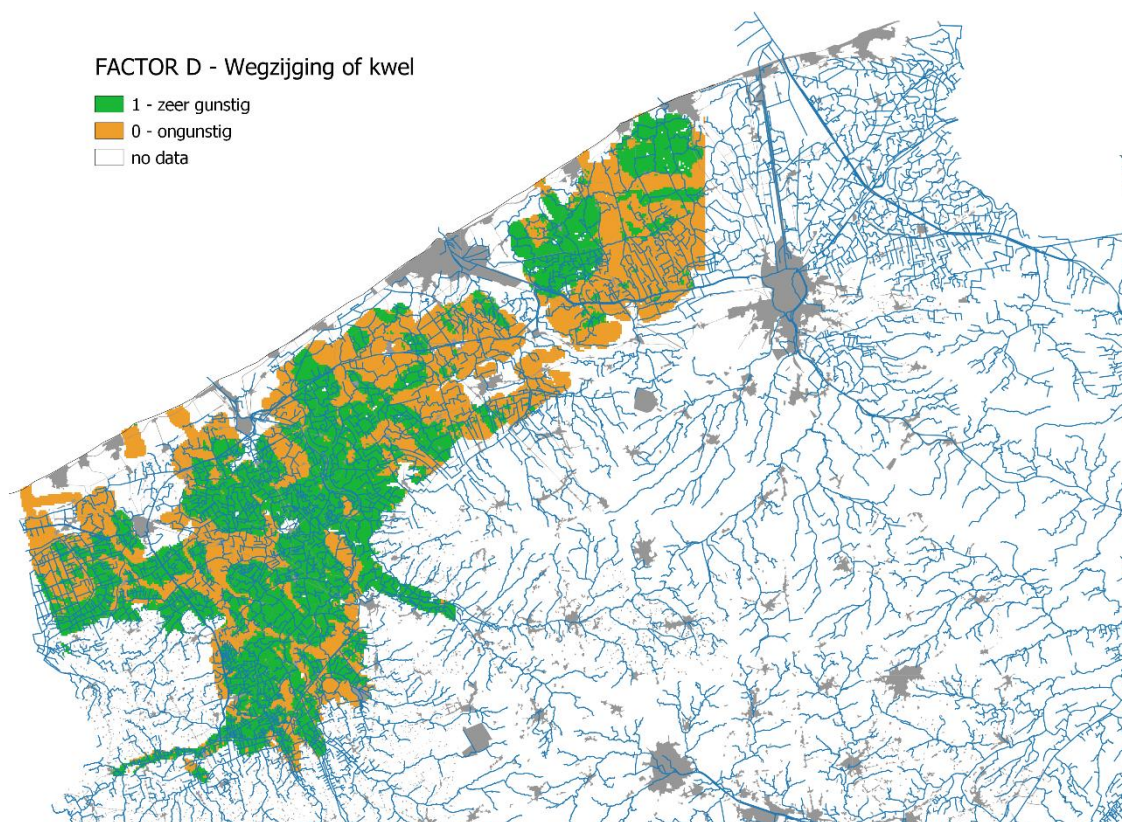 FACTOR D - Wegzijging of kwel
1 - zeer gunstig
0 - ongunstig
no data